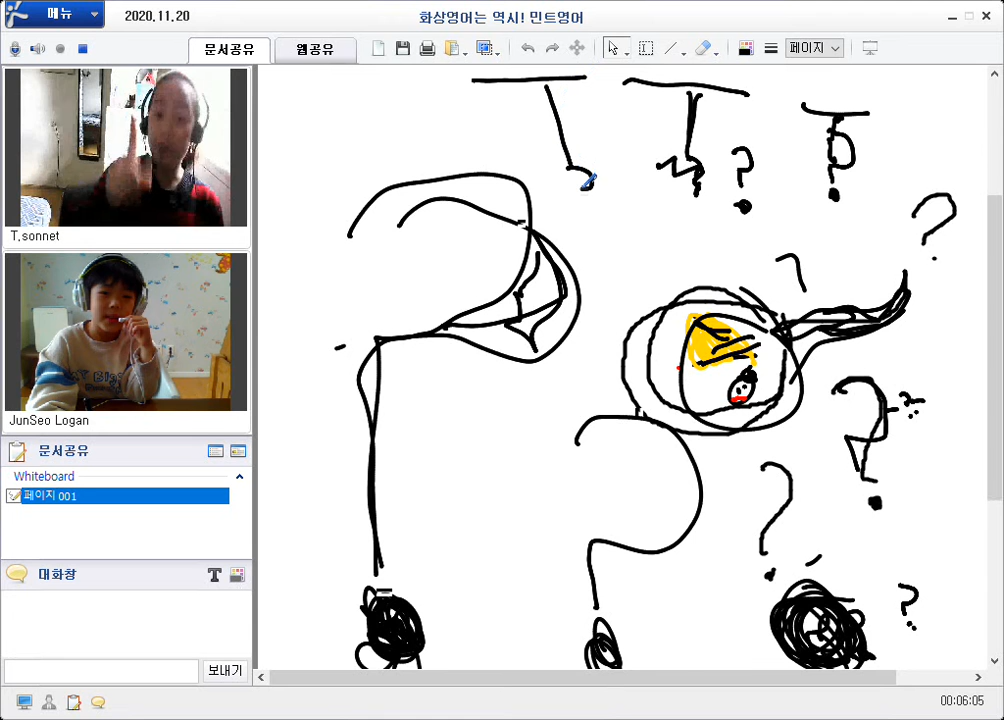 메뉴
2020.11.20
화상영어는 역시! 민트영어
문서공유
웹공유
페이지
T.sonnet
JunSeo Logan
문서공유
Whiteboard
페이지 001
대화창
T
보내기
00:06:05
?
?
?
?
?
?